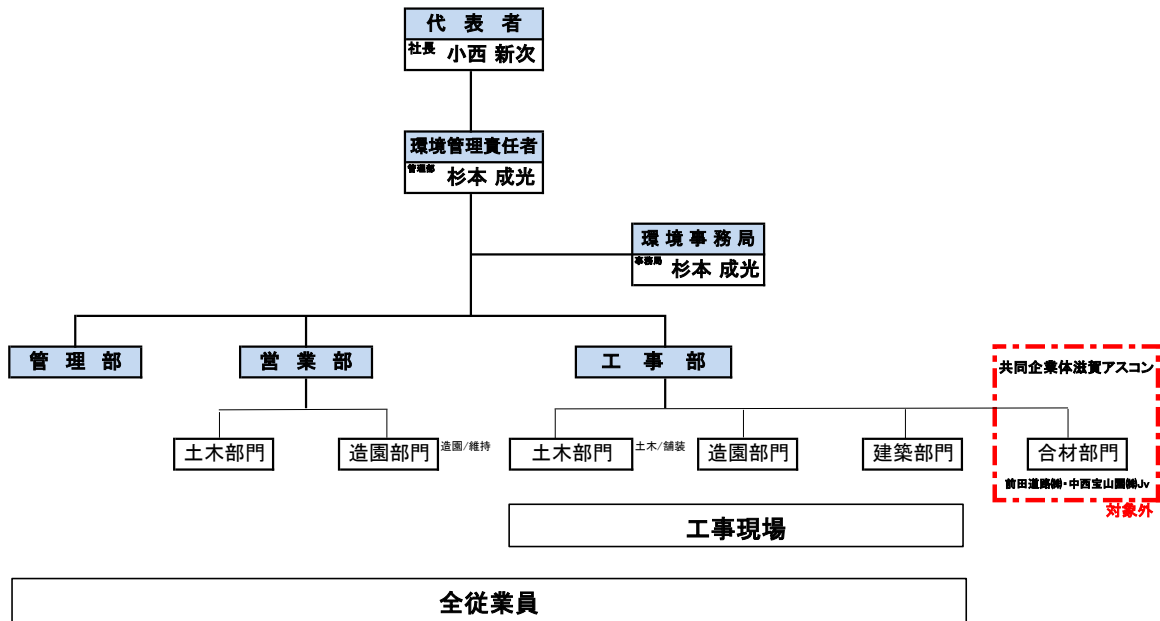 代 表 者
社長 小西 新次
環境管理責任者
管理部 杉本 成光
環 境 事 務 局
事務局 杉本 成光
管 理 部
営 業 部
工 事 部
共同企業体滋賀アスコン
土木部門
造園部門 造園/維持
土木部門 土木/舗装
造園部門
建築部門
合材部門
前田道路㈱・中西宝山園㈱Jv
対象外
工事現場
全従業員